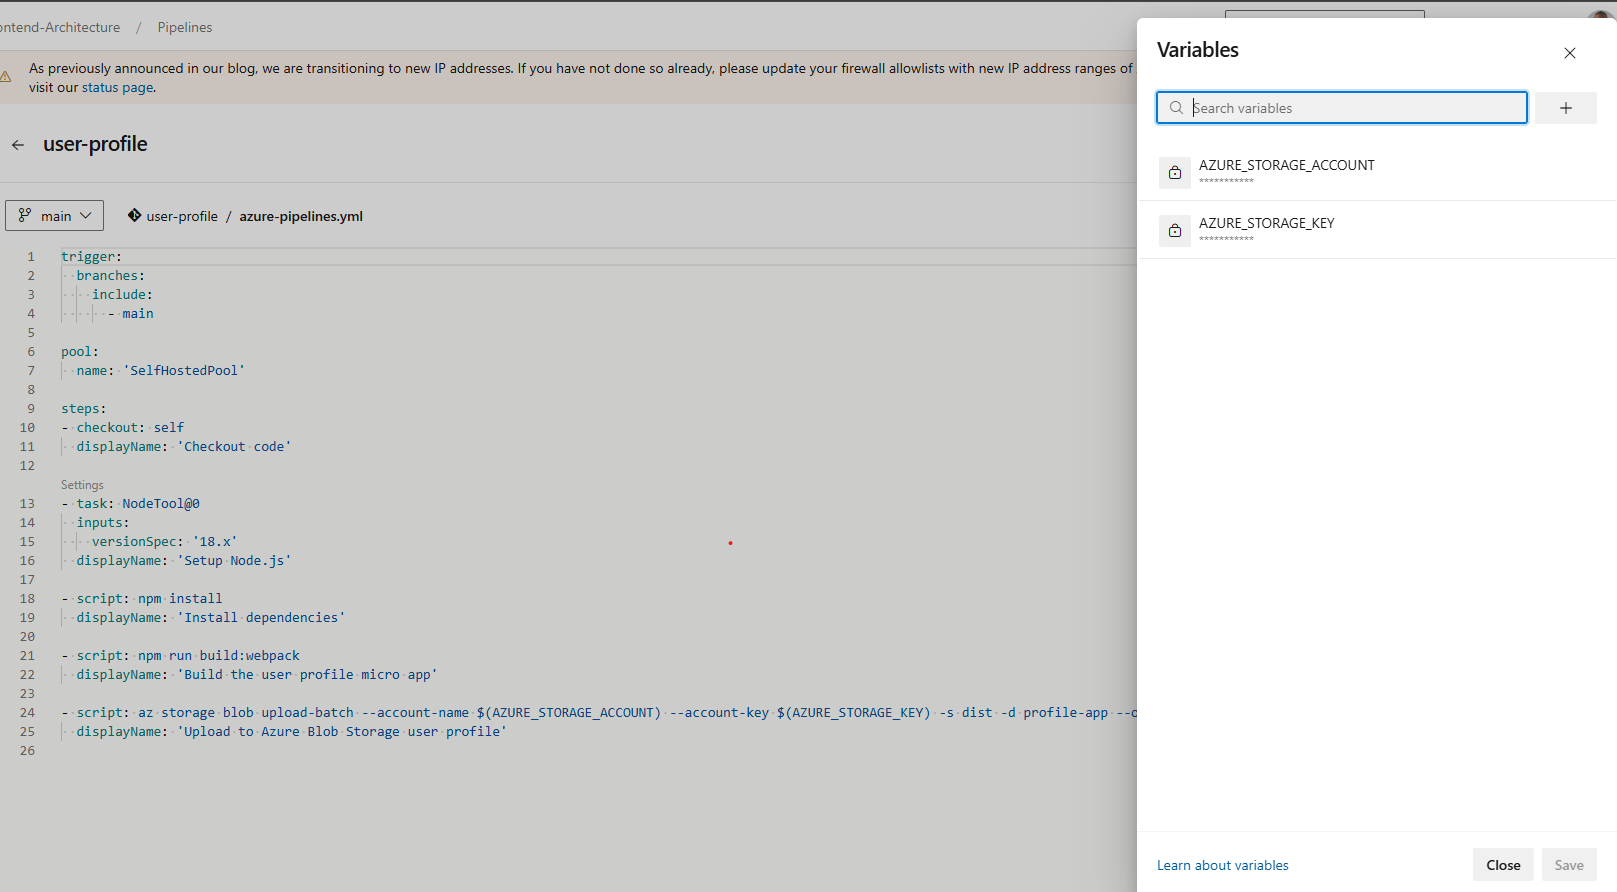 ontend-Architecture / Pipelines
As previously announced in our blog, we are transitioning to new IP addresses. If you have not done so already, please update your firewall allowlists with new IP address ranges of
visit our status page.
← user-profile
main
user-profile / azure-pipelines.yml
1 trigger:
2 branches:
3 include:
4 - main
5
6 pool:
7 name: 'SelfHostedPool'
8
9 steps:
10 - checkout: self
11 displayName: 'Checkout code'
12
Settings
13 - task: NodeTool@0
14 inputs:
15 versionSpec: '18.x'
16 displayName: 'Setup Node.js'
17
18 - script: npm install
19 displayName: 'Install dependencies'
20
21 - script: npm run build:webpack
22 displayName: 'Build the user profile micro app'
23
24 - script: az storage blob upload-batch --account-name $(AZURE_STORAGE_ACCOUNT) --account-key $(AZURE_STORAGE_KEY) -s dist -d profile-app --o
25 displayName: 'Upload to Azure Blob Storage user profile'
26
Variables
Search variables
+
AZURE_STORAGE_ACCOUNT
***********
AZURE_STORAGE_KEY
***********
Learn about variables
Close
Save